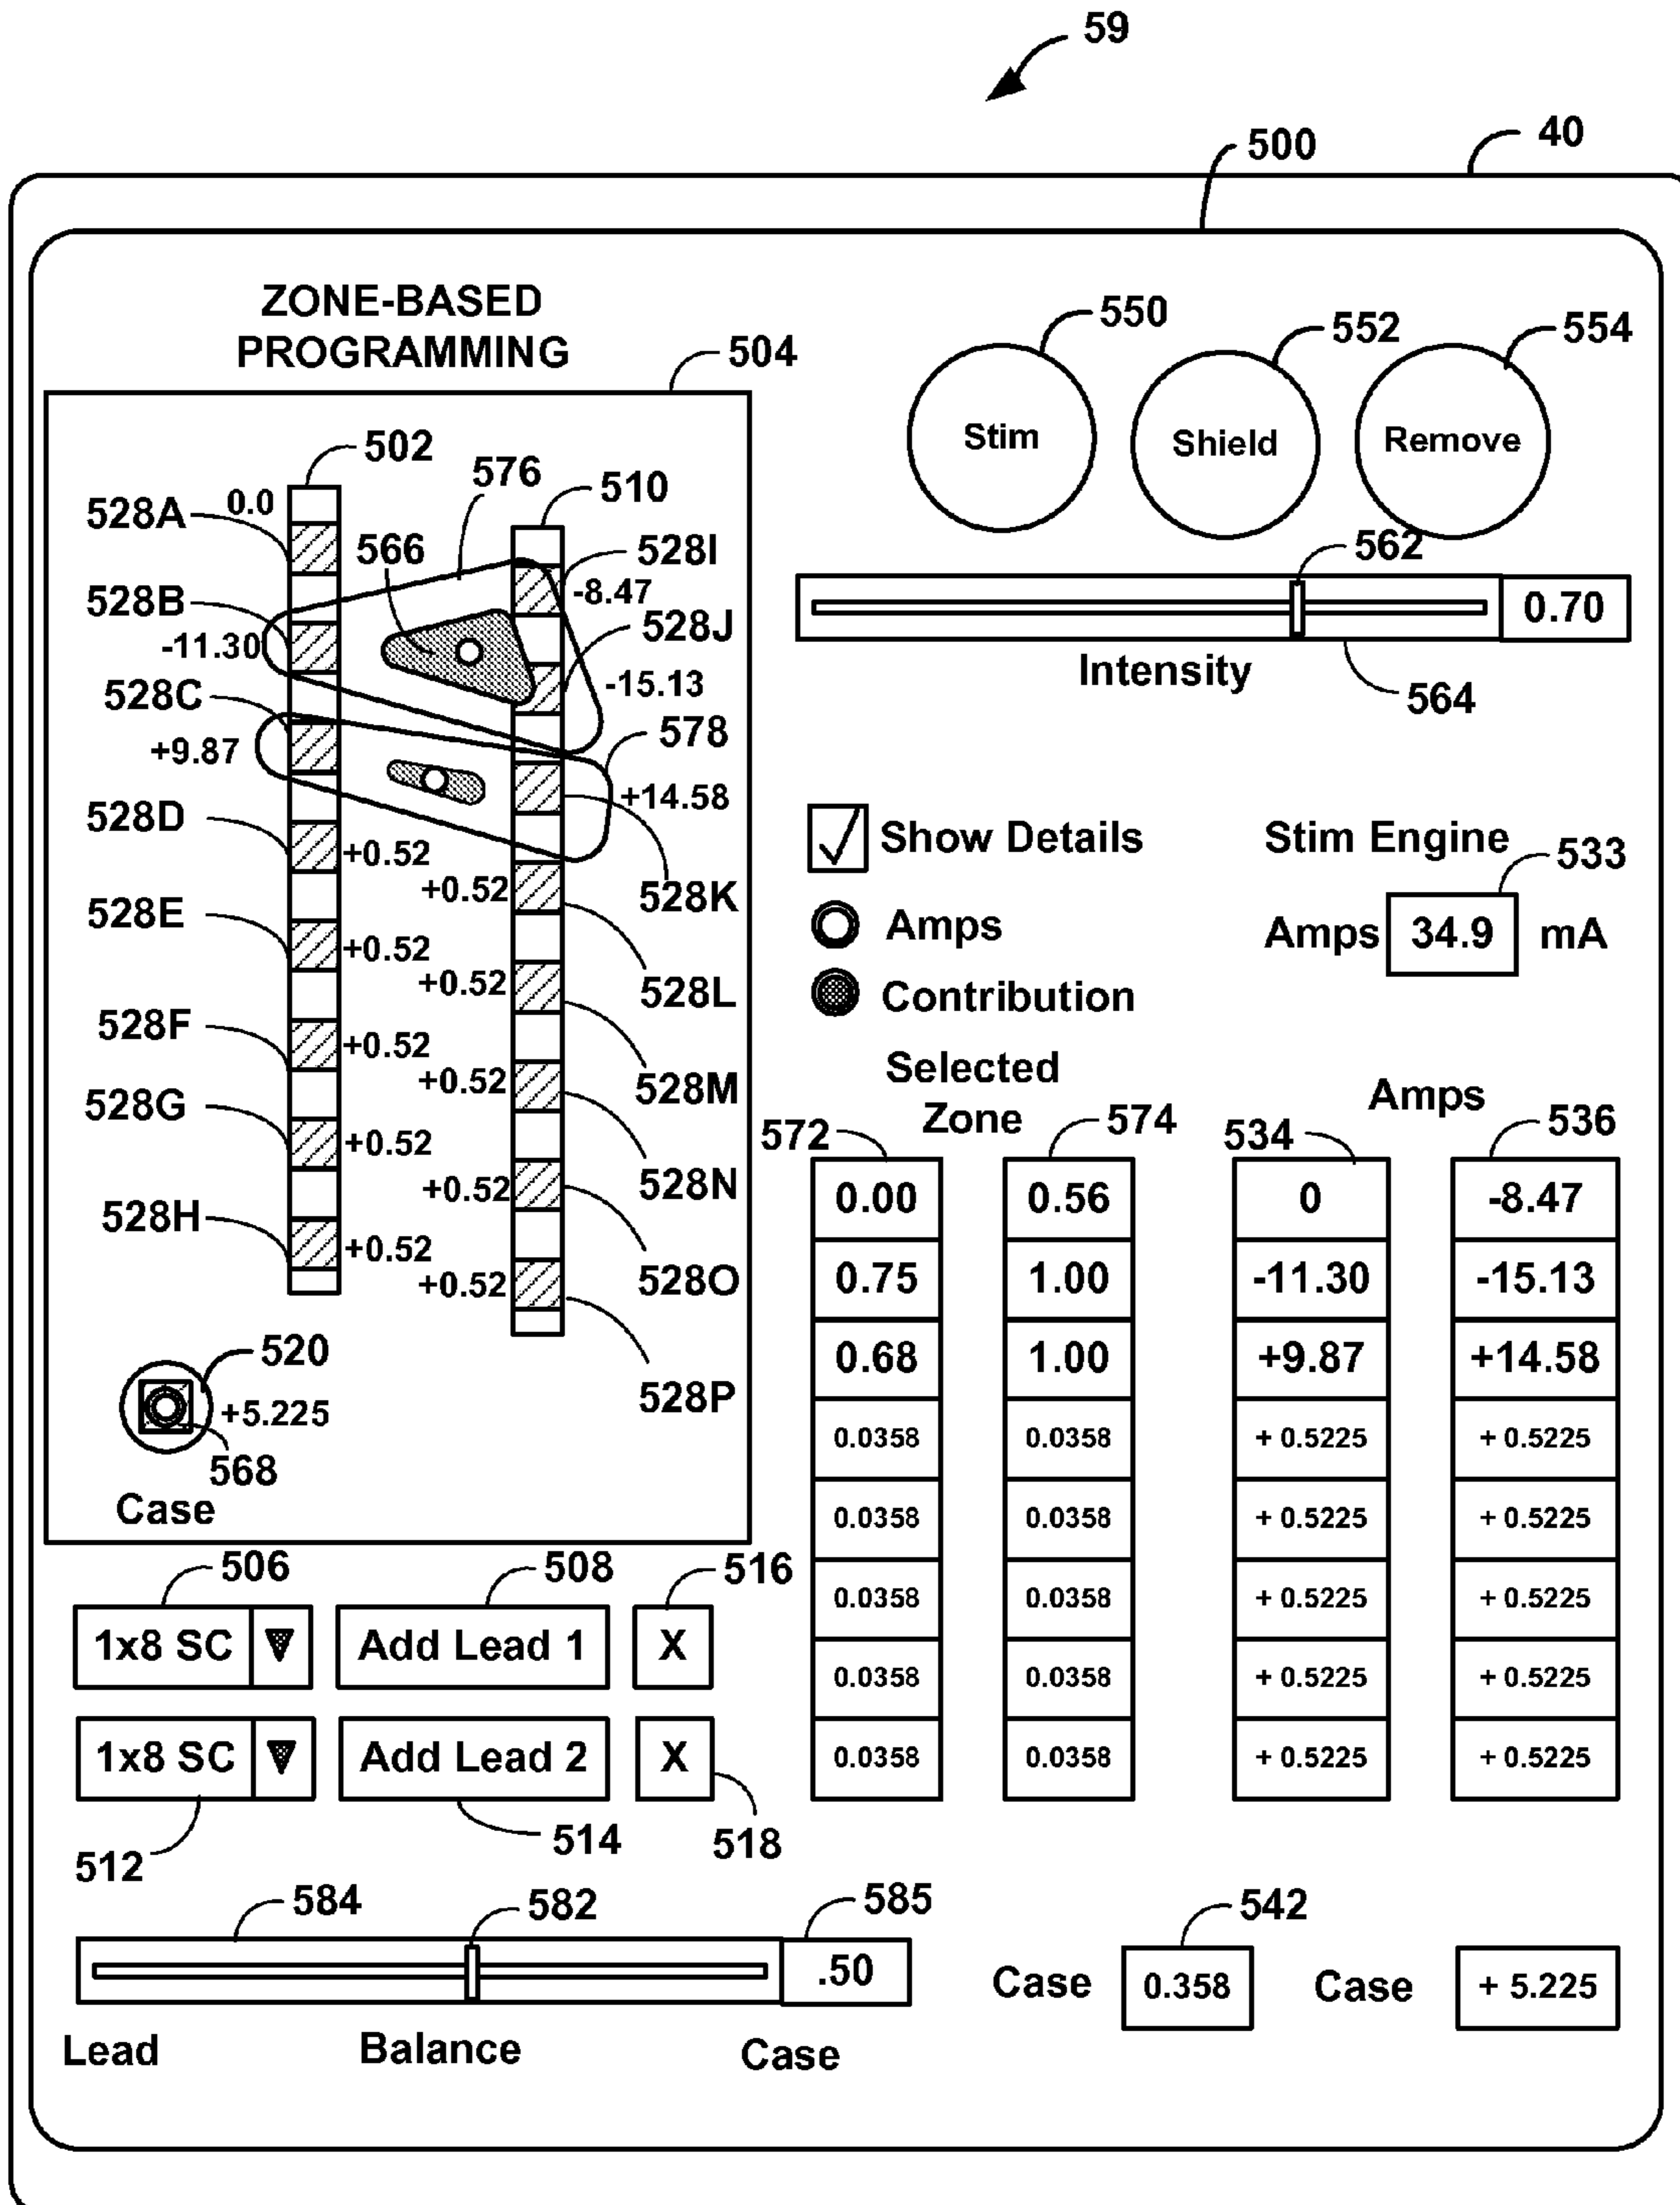 59
40
500
ZONE-BASED
PROGRAMMING
504
550
552
554
Stim
Shield
Remove
502
576
510
528A
0.0
566
528I
-8.47
528B
-11.30
528J
-15.13
528C
+9.87
578
+14.58
528D
+0.52
+0.52
528K
528E
+0.52
+0.52
528L
528F
+0.52
+0.52
528M
528G
+0.52
+0.52
528N
528H
+0.52
+0.52
528O
528P
520
+5.225
568
Case
562
0.70
Intensity
564
Show Details
Amps
Contribution
Stim Engine
533
Amps
34.9
mA
Selected
Zone
Amps
572
574
534
536
0.00
0.56
0
-8.47
0.75
1.00
-11.30
-15.13
0.68
1.00
+9.87
+14.58
0.0358
0.0358
+ 0.5225
+ 0.5225
0.0358
0.0358
+ 0.5225
+ 0.5225
0.0358
0.0358
+ 0.5225
+ 0.5225
0.0358
0.0358
+ 0.5225
+ 0.5225
0.0358
0.0358
+ 0.5225
+ 0.5225
506
508
516
1x8 SC
Add Lead 1
X
1x8 SC
Add Lead 2
X
512
514
518
584
582
585
.50
Lead
Balance
Case
542
Case
0.358
Case
+ 5.225